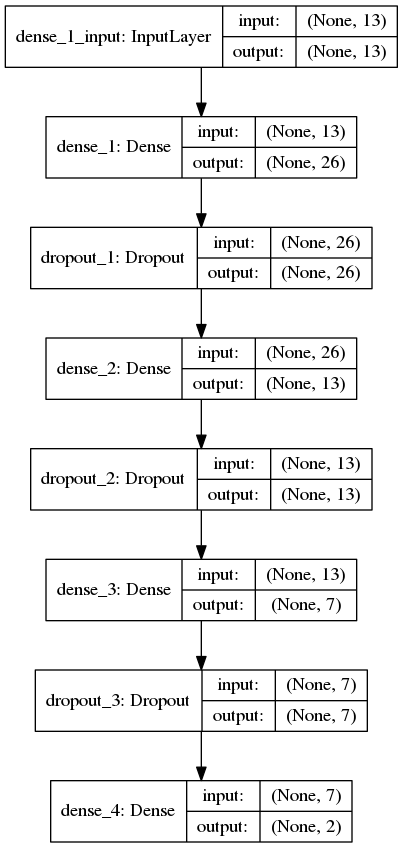 dense_1_input: InputLayer
input: (None, 13)
output: (None, 13)
dense_1: Dense
input: (None, 13)
output: (None, 26)
dropout_1: Dropout
input: (None, 26)
output: (None, 26)
dense_2: Dense
input: (None, 26)
output: (None, 13)
dropout_2: Dropout
input: (None, 13)
output: (None, 13)
dense_3: Dense
input: (None, 13)
output: (None, 7)
dropout_3: Dropout
input: (None, 7)
output: (None, 7)
dense_4: Dense
input: (None, 7)
output: (None, 2)